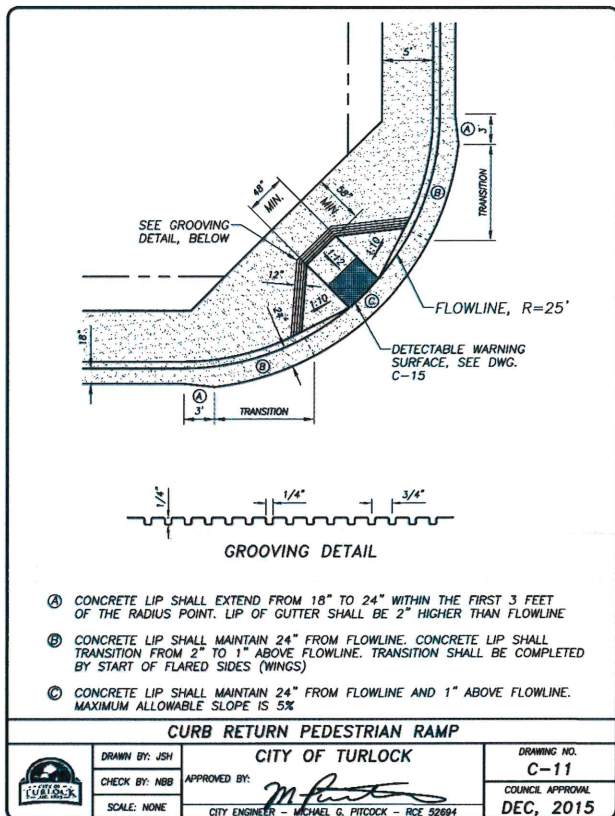 5'
Ⓐ 3'
Ⓑ
TRANSITION
48"
MIN.
58"
MIN.
SEE GROOVING
DETAIL, BELOW
12"
1:12
1:10
1:10
Ⓒ
FLOWLINE, R=25'
24"
DETECTABLE WARNING
SURFACE, SEE DWG.
C-15
18"
Ⓑ
Ⓐ
3'
TRANSITION
1/4"
1/4"
3/4"
GROOVING DETAIL
Ⓐ CONCRETE LIP SHALL EXTEND FROM 18" TO 24" WITHIN THE FIRST 3 FEET
OF THE RADIUS POINT. LIP OF GUTTER SHALL BE 2" HIGHER THAN FLOWLINE
Ⓑ CONCRETE LIP SHALL MAINTAIN 24" FROM FLOWLINE. CONCRETE LIP SHALL
TRANSITION FROM 2" TO 1" ABOVE FLOWLINE. TRANSITION SHALL BE COMPLETED
BY START OF FLARED SIDES (WINGS)
Ⓒ CONCRETE LIP SHALL MAINTAIN 24" FROM FLOWLINE AND 1" ABOVE FLOWLINE.
MAXIMUM ALLOWABLE SLOPE IS 5%
CURB RETURN PEDESTRIAN RAMP
CITY OF
TURLOCK
DRAWN BY: JSH
CHECK BY: NBB
SCALE: NONE
CITY OF TURLOCK
APPROVED BY:
CITY ENGINEER - MICHAEL G. PITCOCK - RCE 52694
DRAWING NO.
C-11
COUNCIL APPROVAL
DEC, 2015